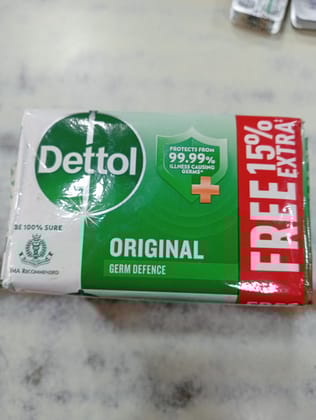 Dettol
PROTECTS FROM
99.99%
ILLNESS CAUSING
GERMS*
BE 100% SURE
IMA RECOMMENDED
ORIGINAL
GERM DEFENCE
FREE 15%
EXTRA